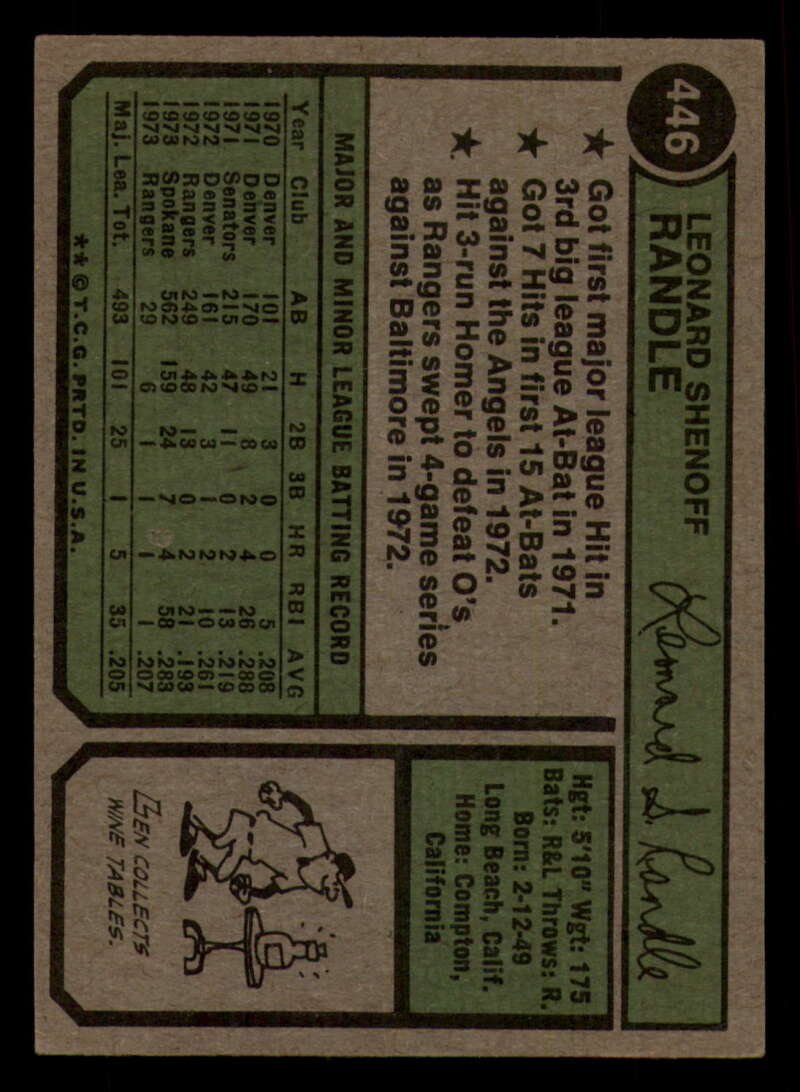 446
LEONARD SHENOFF
RANDLE
Leonard S. Randle
★ Got first major league Hit in
3rd big league At-Bat in 1971.
★ Got 7 Hits in first 15 At-Bats
against the Angels in 1972.
★ Hit 3-run Homer to defeat O's
as Rangers swept 4-game series
against Baltimore in 1972.
MAJOR AND MINOR LEAGUE BATTING RECORD
Year Club AB H 2B 3B HR RBI AVG
1970 Denver 101 21 3 0 0 5 .208
1971 Denver 170 49 8 2 4 26 .288
1971 Senators 215 47 11 0 2 13 .219
1972 Denver 161 42 3 1 2 10 .261
1972 Rangers 249 48 13 0 2 21 .193
1973 Spokane 562 159 24 7 4 58 .283
1973 Rangers 29 6 1 1 1 1 .207
Maj. Lea. Tot. 493 101 25 1 5 35 .205
** © T.C.G. PRTD. IN U.S.A.
Hgt: 5'10" Wgt: 175
Bats: R&L Throws: R.
Born: 2-12-49
Long Beach, Calif.
Home: Compton,
California
LEN COLLECTS
WINE TABLES.